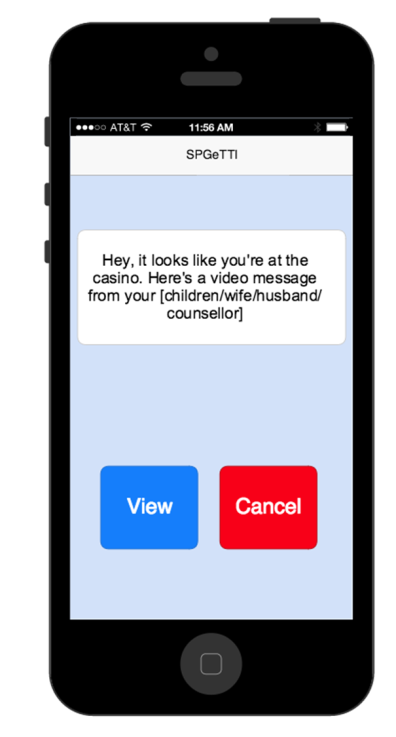 AT&T 11:56 AM
SPGeTTI
Hey, it looks like you're at the
casino. Here's a video message
from your [children/wife/husband/
counsellor]
View Cancel